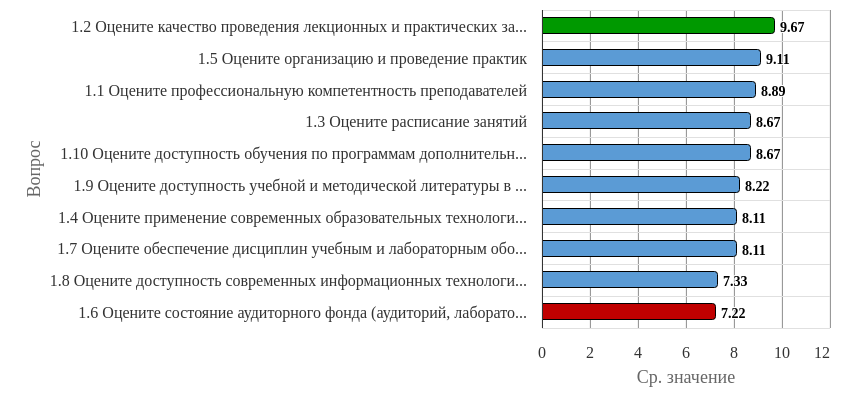 1.2 Оцените качество проведения лекционных и практических за... 9.67
1.5 Оцените организацию и проведение практик 9.11
1.1 Оцените профессиональную компетентность преподавателей 8.89
1.3 Оцените расписание занятий 8.67
1.10 Оцените доступность обучения по программам дополнительн... 8.67
1.9 Оцените доступность учебной и методической литературы в ... 8.22
1.4 Оцените применение современных образовательных технологи... 8.11
1.7 Оцените обеспечение дисциплин учебным и лабораторным обо... 8.11
1.8 Оцените доступность современных информационных технологи... 7.33
1.6 Оцените состояние аудиторного фонда (аудиторий, лаборато... 7.22
Вопрос
0 2 4 6 8 10 12
Ср. значение